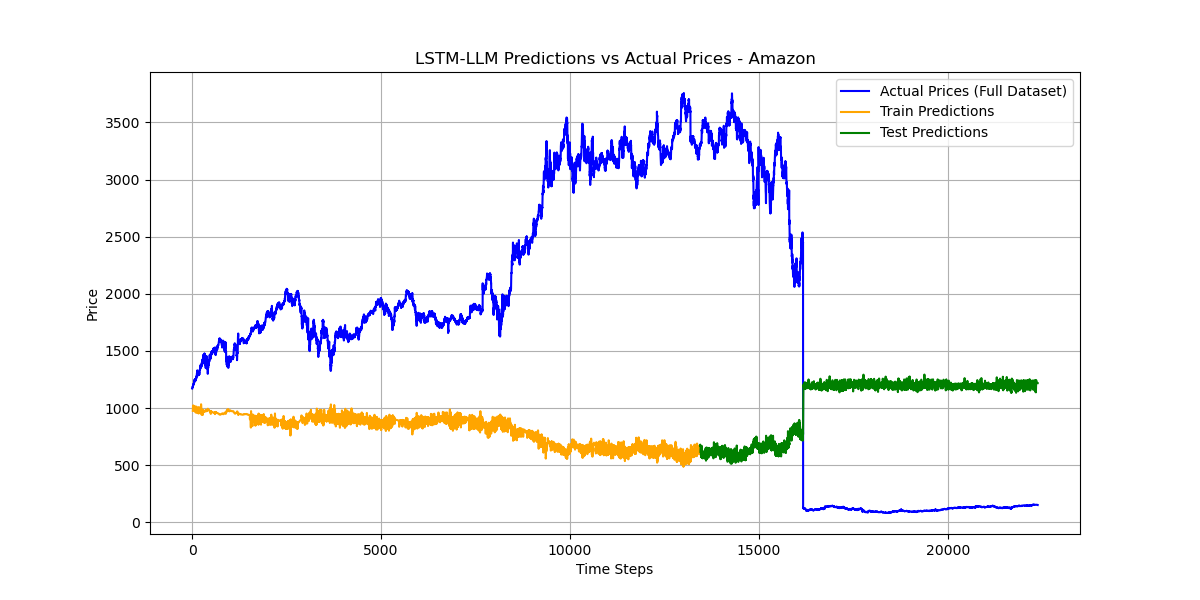 LSTM-LLM Predictions vs Actual Prices - Amazon
Actual Prices (Full Dataset)
Train Predictions
Test Predictions
Price
3500
3000
2500
2000
1500
1000
500
0
0 5000 10000 15000 20000
Time Steps